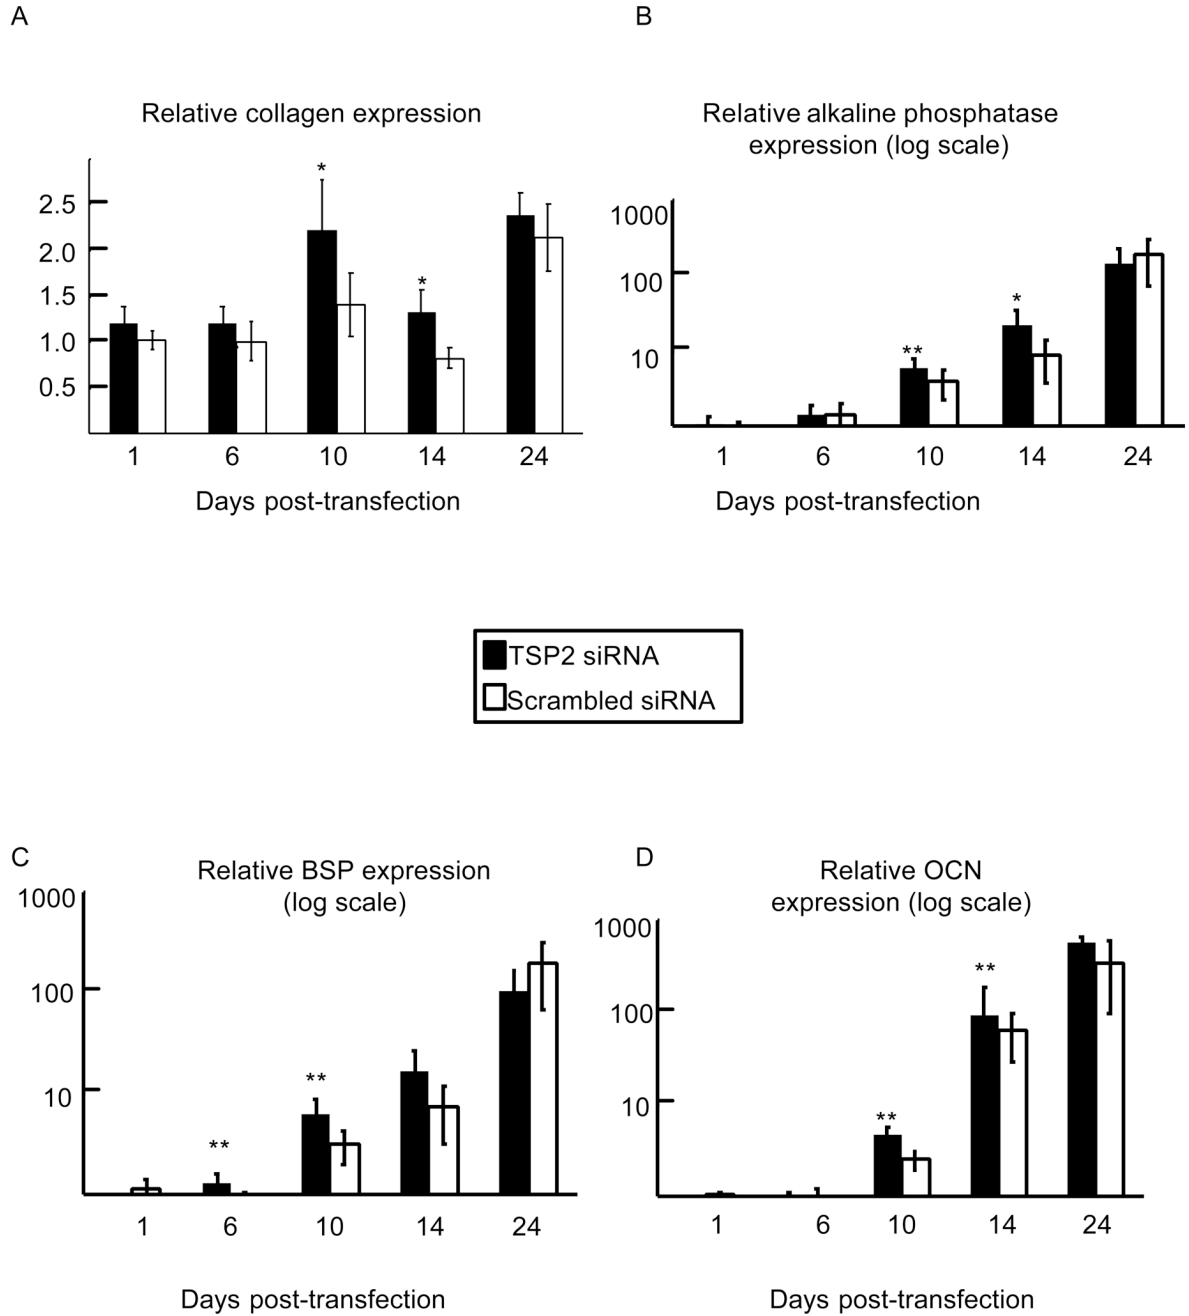 A
Relative collagen expression
*
2.5
2.0
*
1.5
1.0
0.5
1 6 10 14 24
Days post-transfection
B
Relative alkaline phosphatase
expression (log scale)
1000
100
*
**
10
1 6 10 14 24
Days post-transfection
TSP2 siRNA
Scrambled siRNA
C
Relative BSP expression
(log scale)
1000
100
**
10
**
1 6 10 14 24
Days post-transfection
D
Relative OCN
expression (log scale)
1000
**
100
10
**
1 6 10 14 24
Days post-transfection